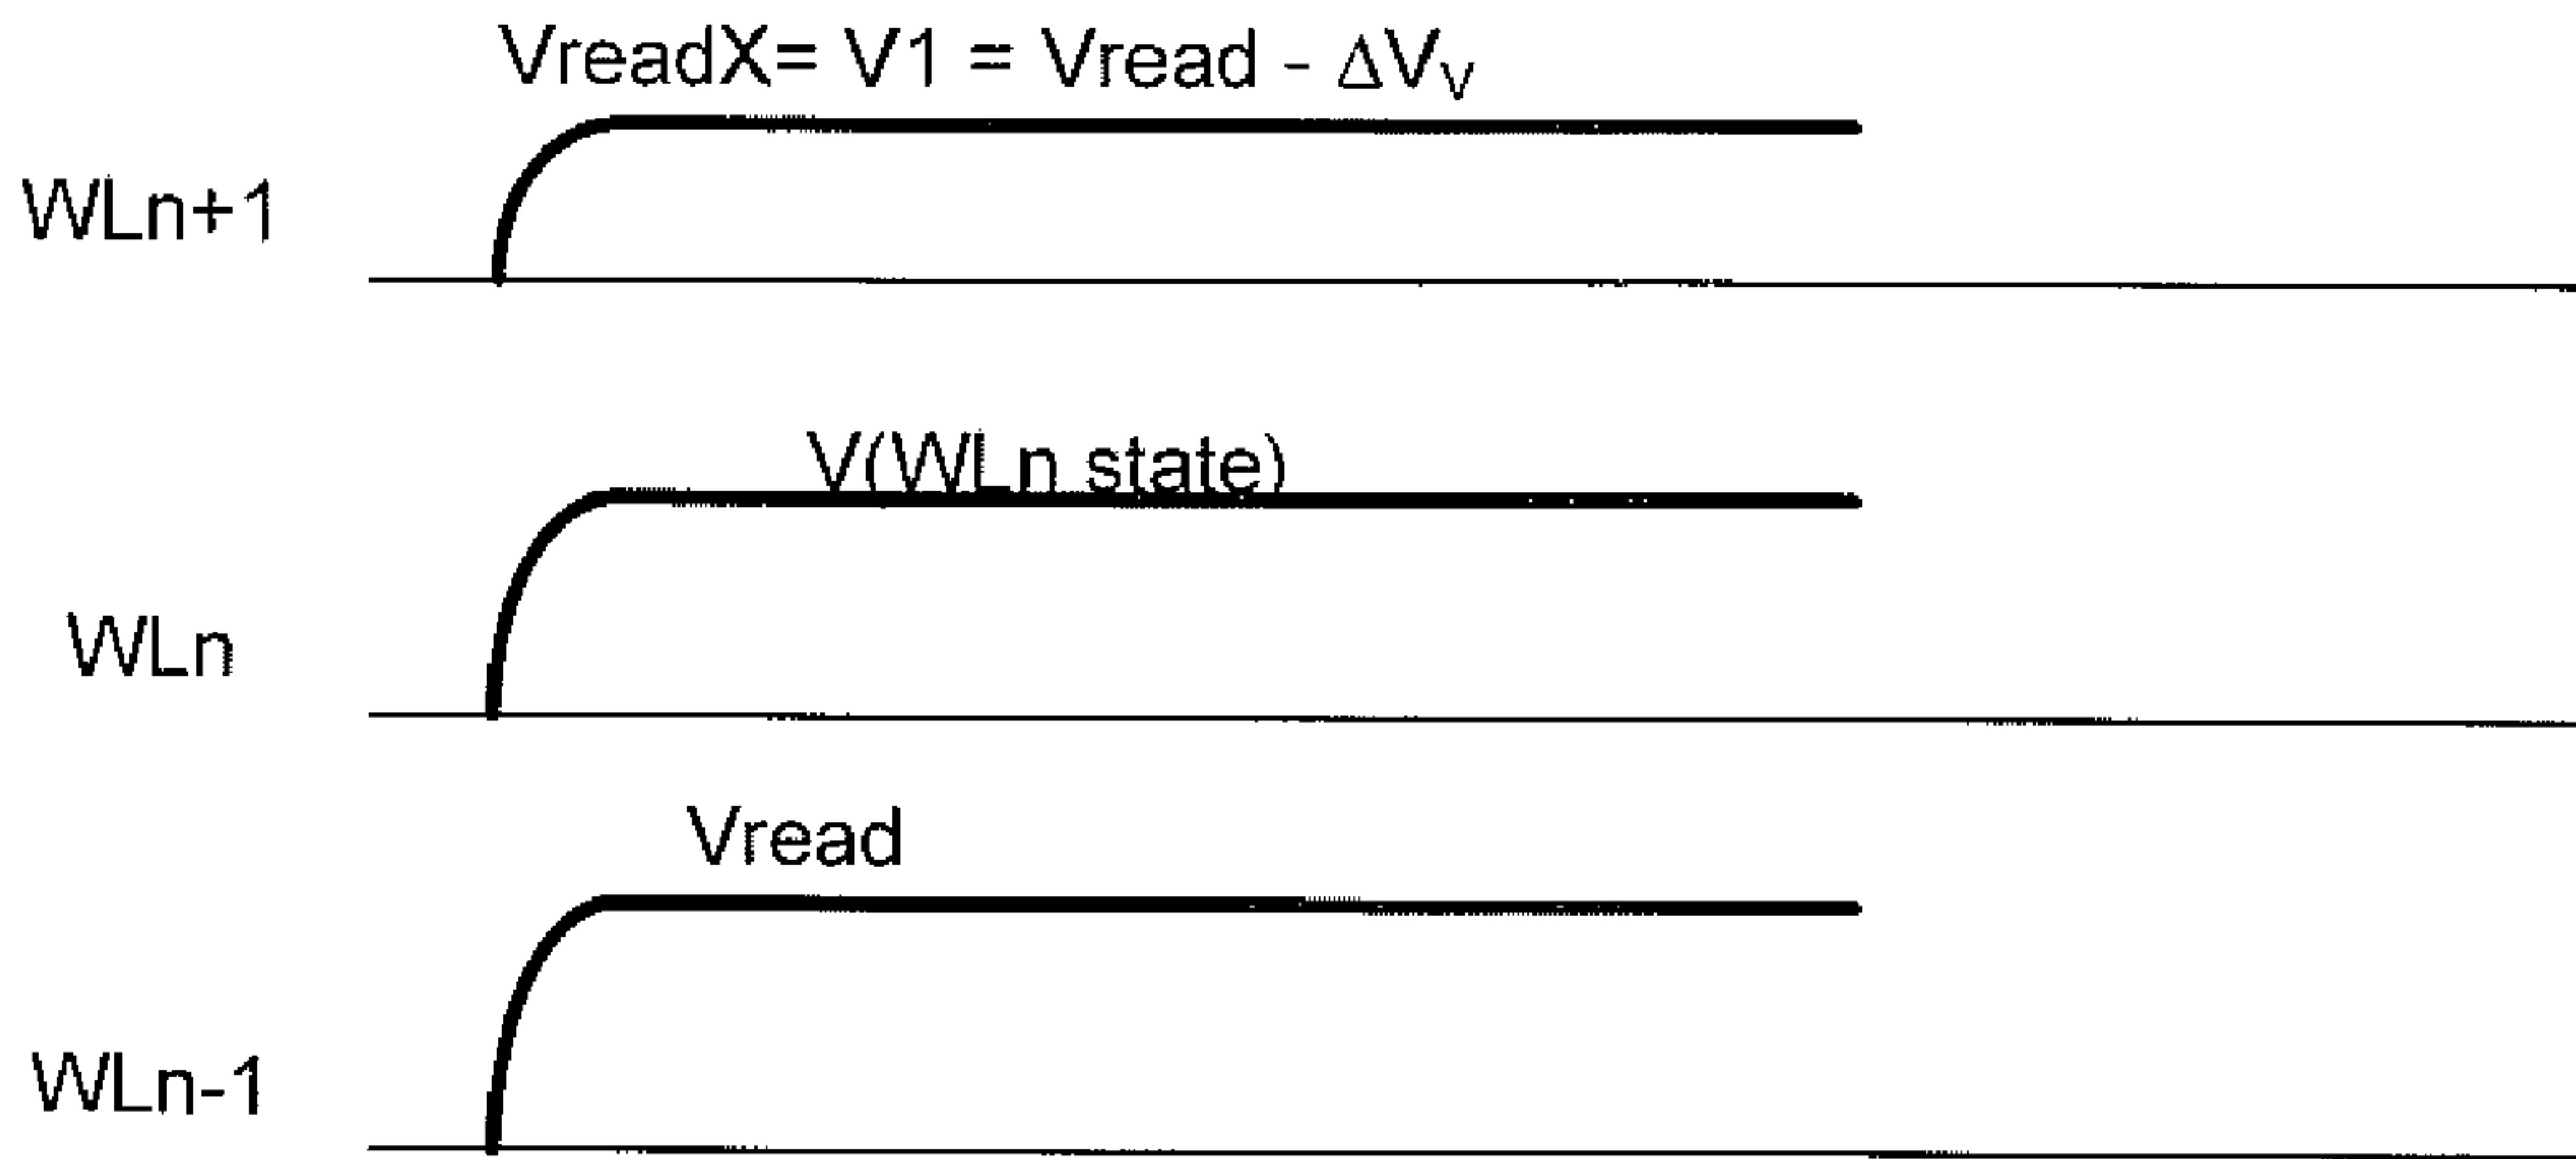 VreadX= V1 = Vread - ΔVV
WLn+1
V(WLn state)
WLn
Vread
WLn-1